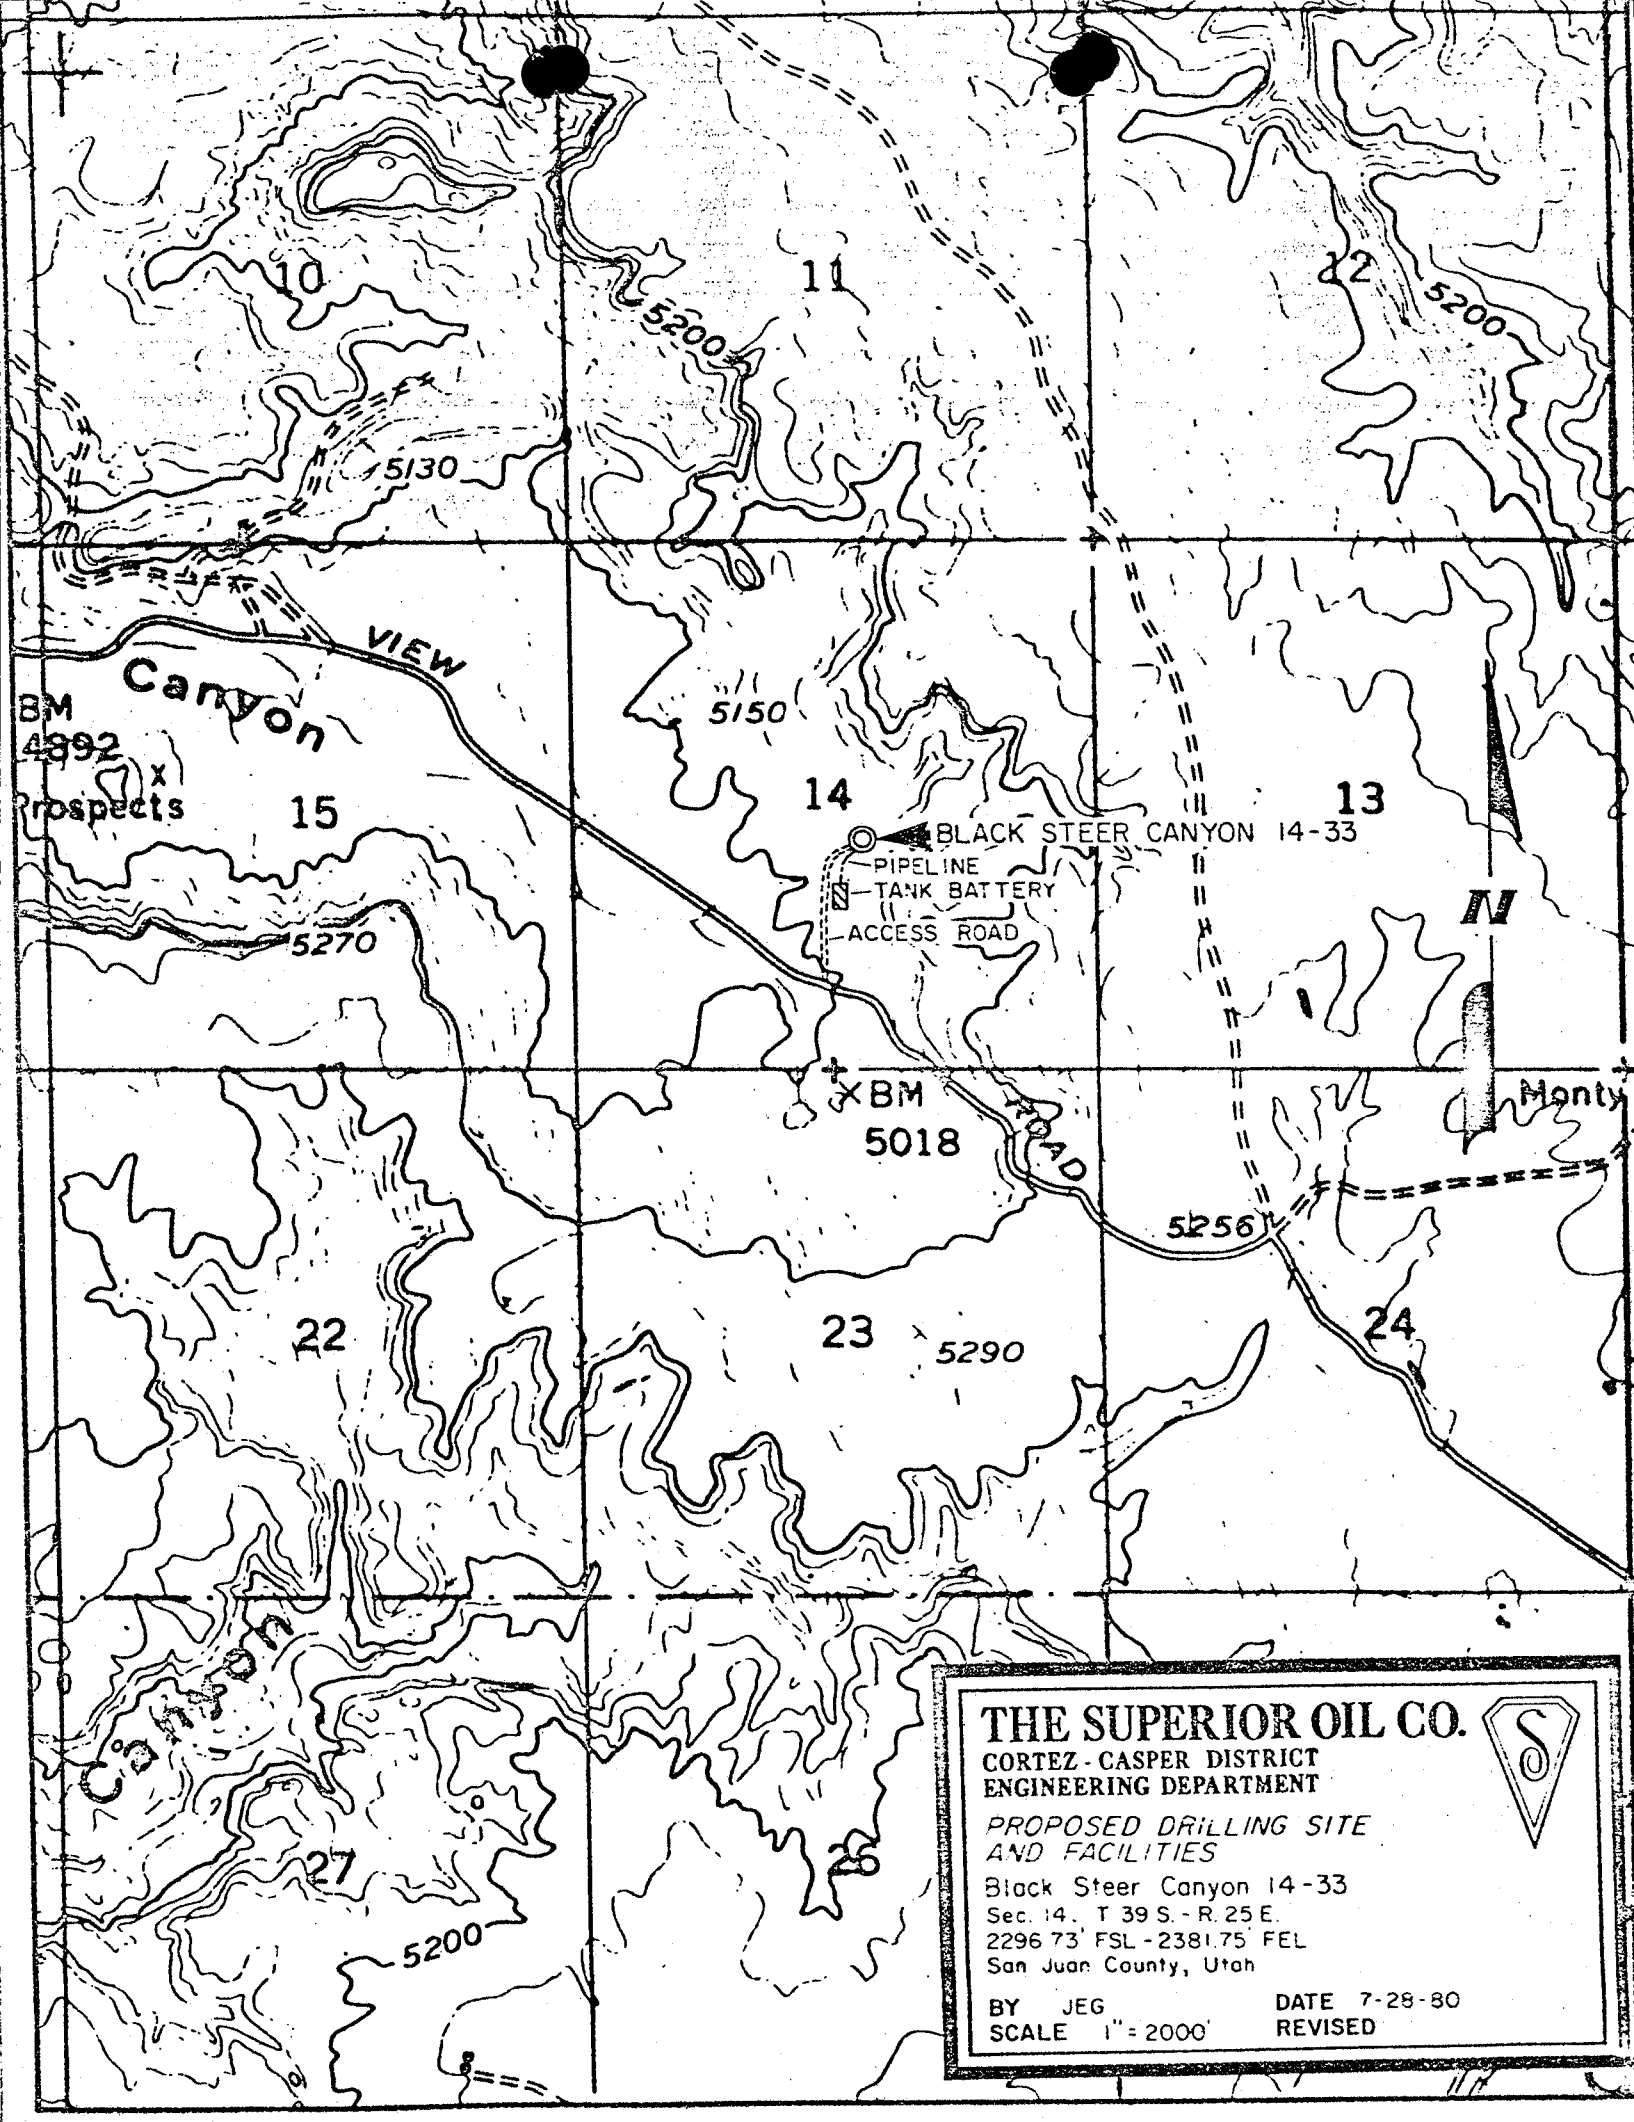 10
11
12
5200
5200
5130
VIEW
Canyon
BM
4892
Prospects
X
15
5150
14
13
BLACK STEER CANYON 14-33
PIPELINE
TANK BATTERY
ACCESS ROAD
N
5270
XBM
5018
ROAD
Monty
5256
22
23
5290
24
Canyon
27
26
5200
THE SUPERIOR OIL CO.
CORTEZ - CASPER DISTRICT
ENGINEERING DEPARTMENT
S
PROPOSED DRILLING SITE
AND FACILITIES
Black Steer Canyon 14-33
Sec. 14. T 39 S. - R. 25 E.
2296 73' FSL - 2381.75' FEL
San Juan County, Utah
BY JEG
DATE 7-28-80
SCALE 1" = 2000'
REVISED